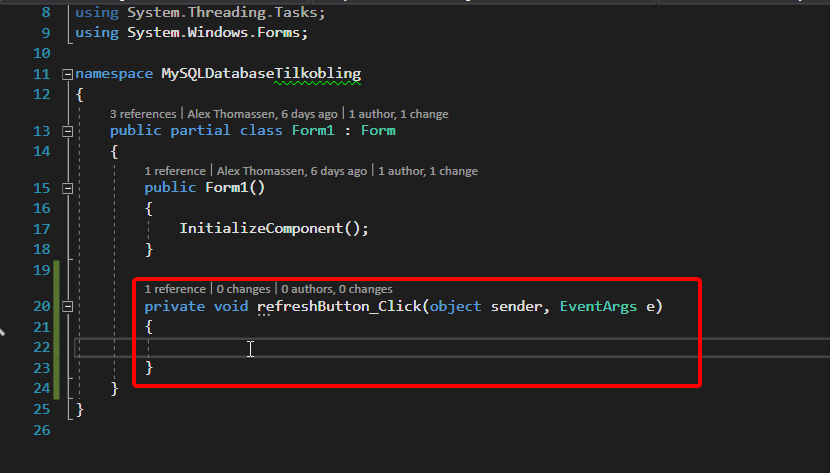 8 using System.Threading.Tasks;
9 using System.Windows.Forms;
10
11 namespace MySQLDatabaseTilkobling
12 {
3 references | Alex Thomassen, 6 days ago | 1 author, 1 change
13 public partial class Form1 : Form
14 {
1 reference | Alex Thomassen, 6 days ago | 1 author, 1 change
15 public Form1()
16 {
17 InitializeComponent();
18 }
19
1 reference | 0 changes | 0 authors, 0 changes
20 private void refreshButton_Click(object sender, EventArgs e)
21 {
22
23 }
24 }
25 }
26